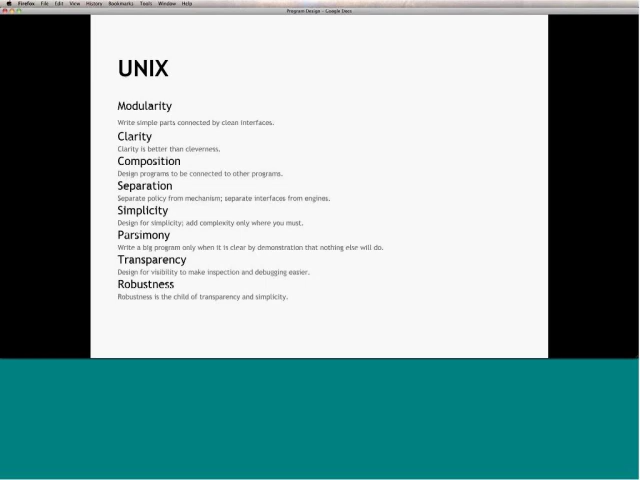 Firefox File Edit View History Bookmarks Tools Window Help
Program Design - Google Docs
UNIX
Modularity
Write simple parts connected by clean interfaces.
Clarity
Clarity is better than cleverness.
Composition
Design programs to be connected to other programs.
Separation
Separate policy from mechanism; separate interfaces from engines.
Simplicity
Design for simplicity; add complexity only where you must.
Parsimony
Write a big program only when it is clear by demonstration that nothing else will do.
Transparency
Design for visibility to make inspection and debugging easier.
Robustness
Robustness is the child of transparency and simplicity.